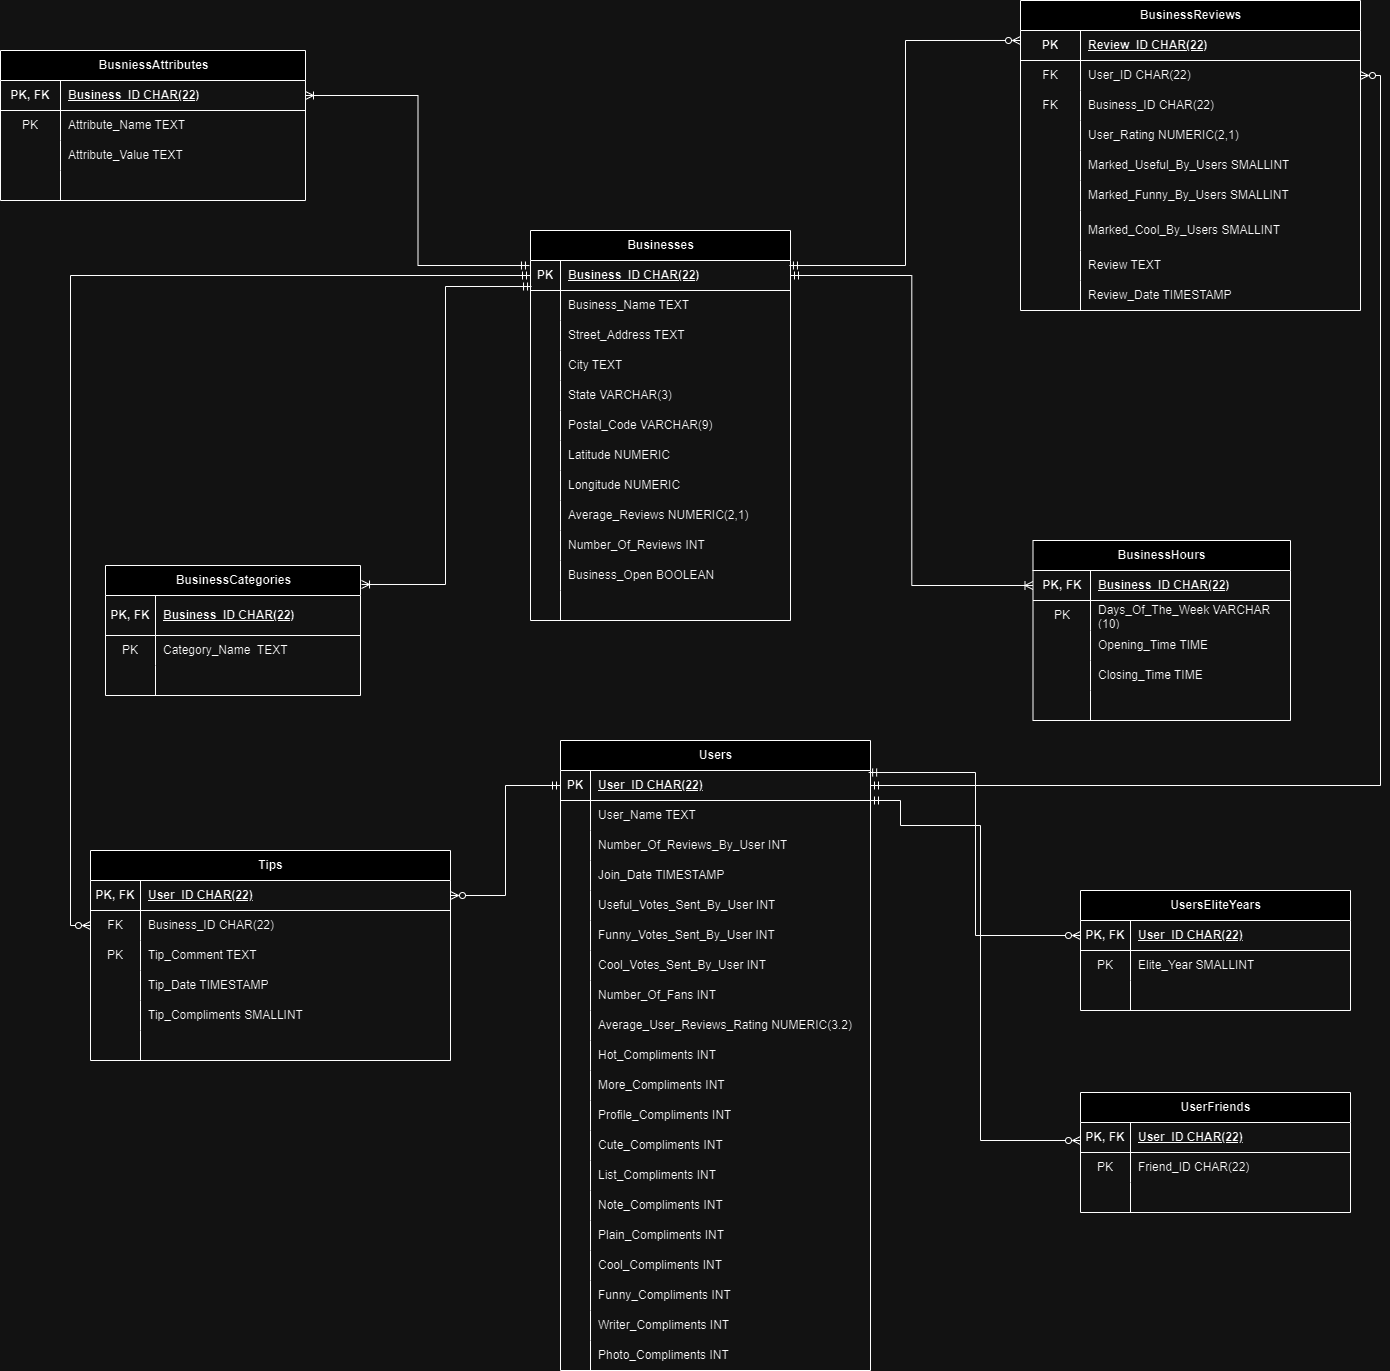 BusniessAttributes
PK, FK Business_ID CHAR(22)
PK Attribute_Name TEXT
Attribute_Value TEXT
BusinessReviews
PK Review_ID CHAR(22)
FK User_ID CHAR(22)
FK Business_ID CHAR(22)
User_Rating NUMERIC(2,1)
Marked_Useful_By_Users SMALLINT
Marked_Funny_By_Users SMALLINT
Marked_Cool_By_Users SMALLINT
Review TEXT
Review_Date TIMESTAMP
Businesses
PK Business_ID CHAR(22)
Business_Name TEXT
Street_Address TEXT
City TEXT
State VARCHAR(3)
Postal_Code VARCHAR(9)
Latitude NUMERIC
Longitude NUMERIC
Average_Reviews NUMERIC(2,1)
Number_Of_Reviews INT
Business_Open BOOLEAN
BusinessCategories
PK, FK Business_ID CHAR(22)
PK Category_Name  TEXT
BusinessHours
PK, FK Business_ID CHAR(22)
PK Days_Of_The_Week VARCHAR
(10)
Opening_Time TIME
Closing_Time TIME
Tips
PK, FK User_ID CHAR(22)
FK Business_ID CHAR(22)
PK Tip_Comment TEXT
Tip_Date TIMESTAMP
Tip_Compliments SMALLINT
Users
PK User_ID CHAR(22)
User_Name TEXT
Number_Of_Reviews_By_User INT
Join_Date TIMESTAMP
Useful_Votes_Sent_By_User INT
Funny_Votes_Sent_By_User INT
Cool_Votes_Sent_By_User INT
Number_Of_Fans INT
Average_User_Reviews_Rating NUMERIC(3.2)
Hot_Compliments INT
More_Compliments INT
Profile_Compliments INT
Cute_Compliments INT
List_Compliments INT
Note_Compliments INT
Plain_Compliments INT
Cool_Compliments INT
Funny_Compliments INT
Writer_Compliments INT
Photo_Compliments INT
UsersEliteYears
PK, FK User_ID CHAR(22)
PK Elite_Year SMALLINT
UserFriends
PK, FK User_ID CHAR(22)
PK Friend_ID CHAR(22)